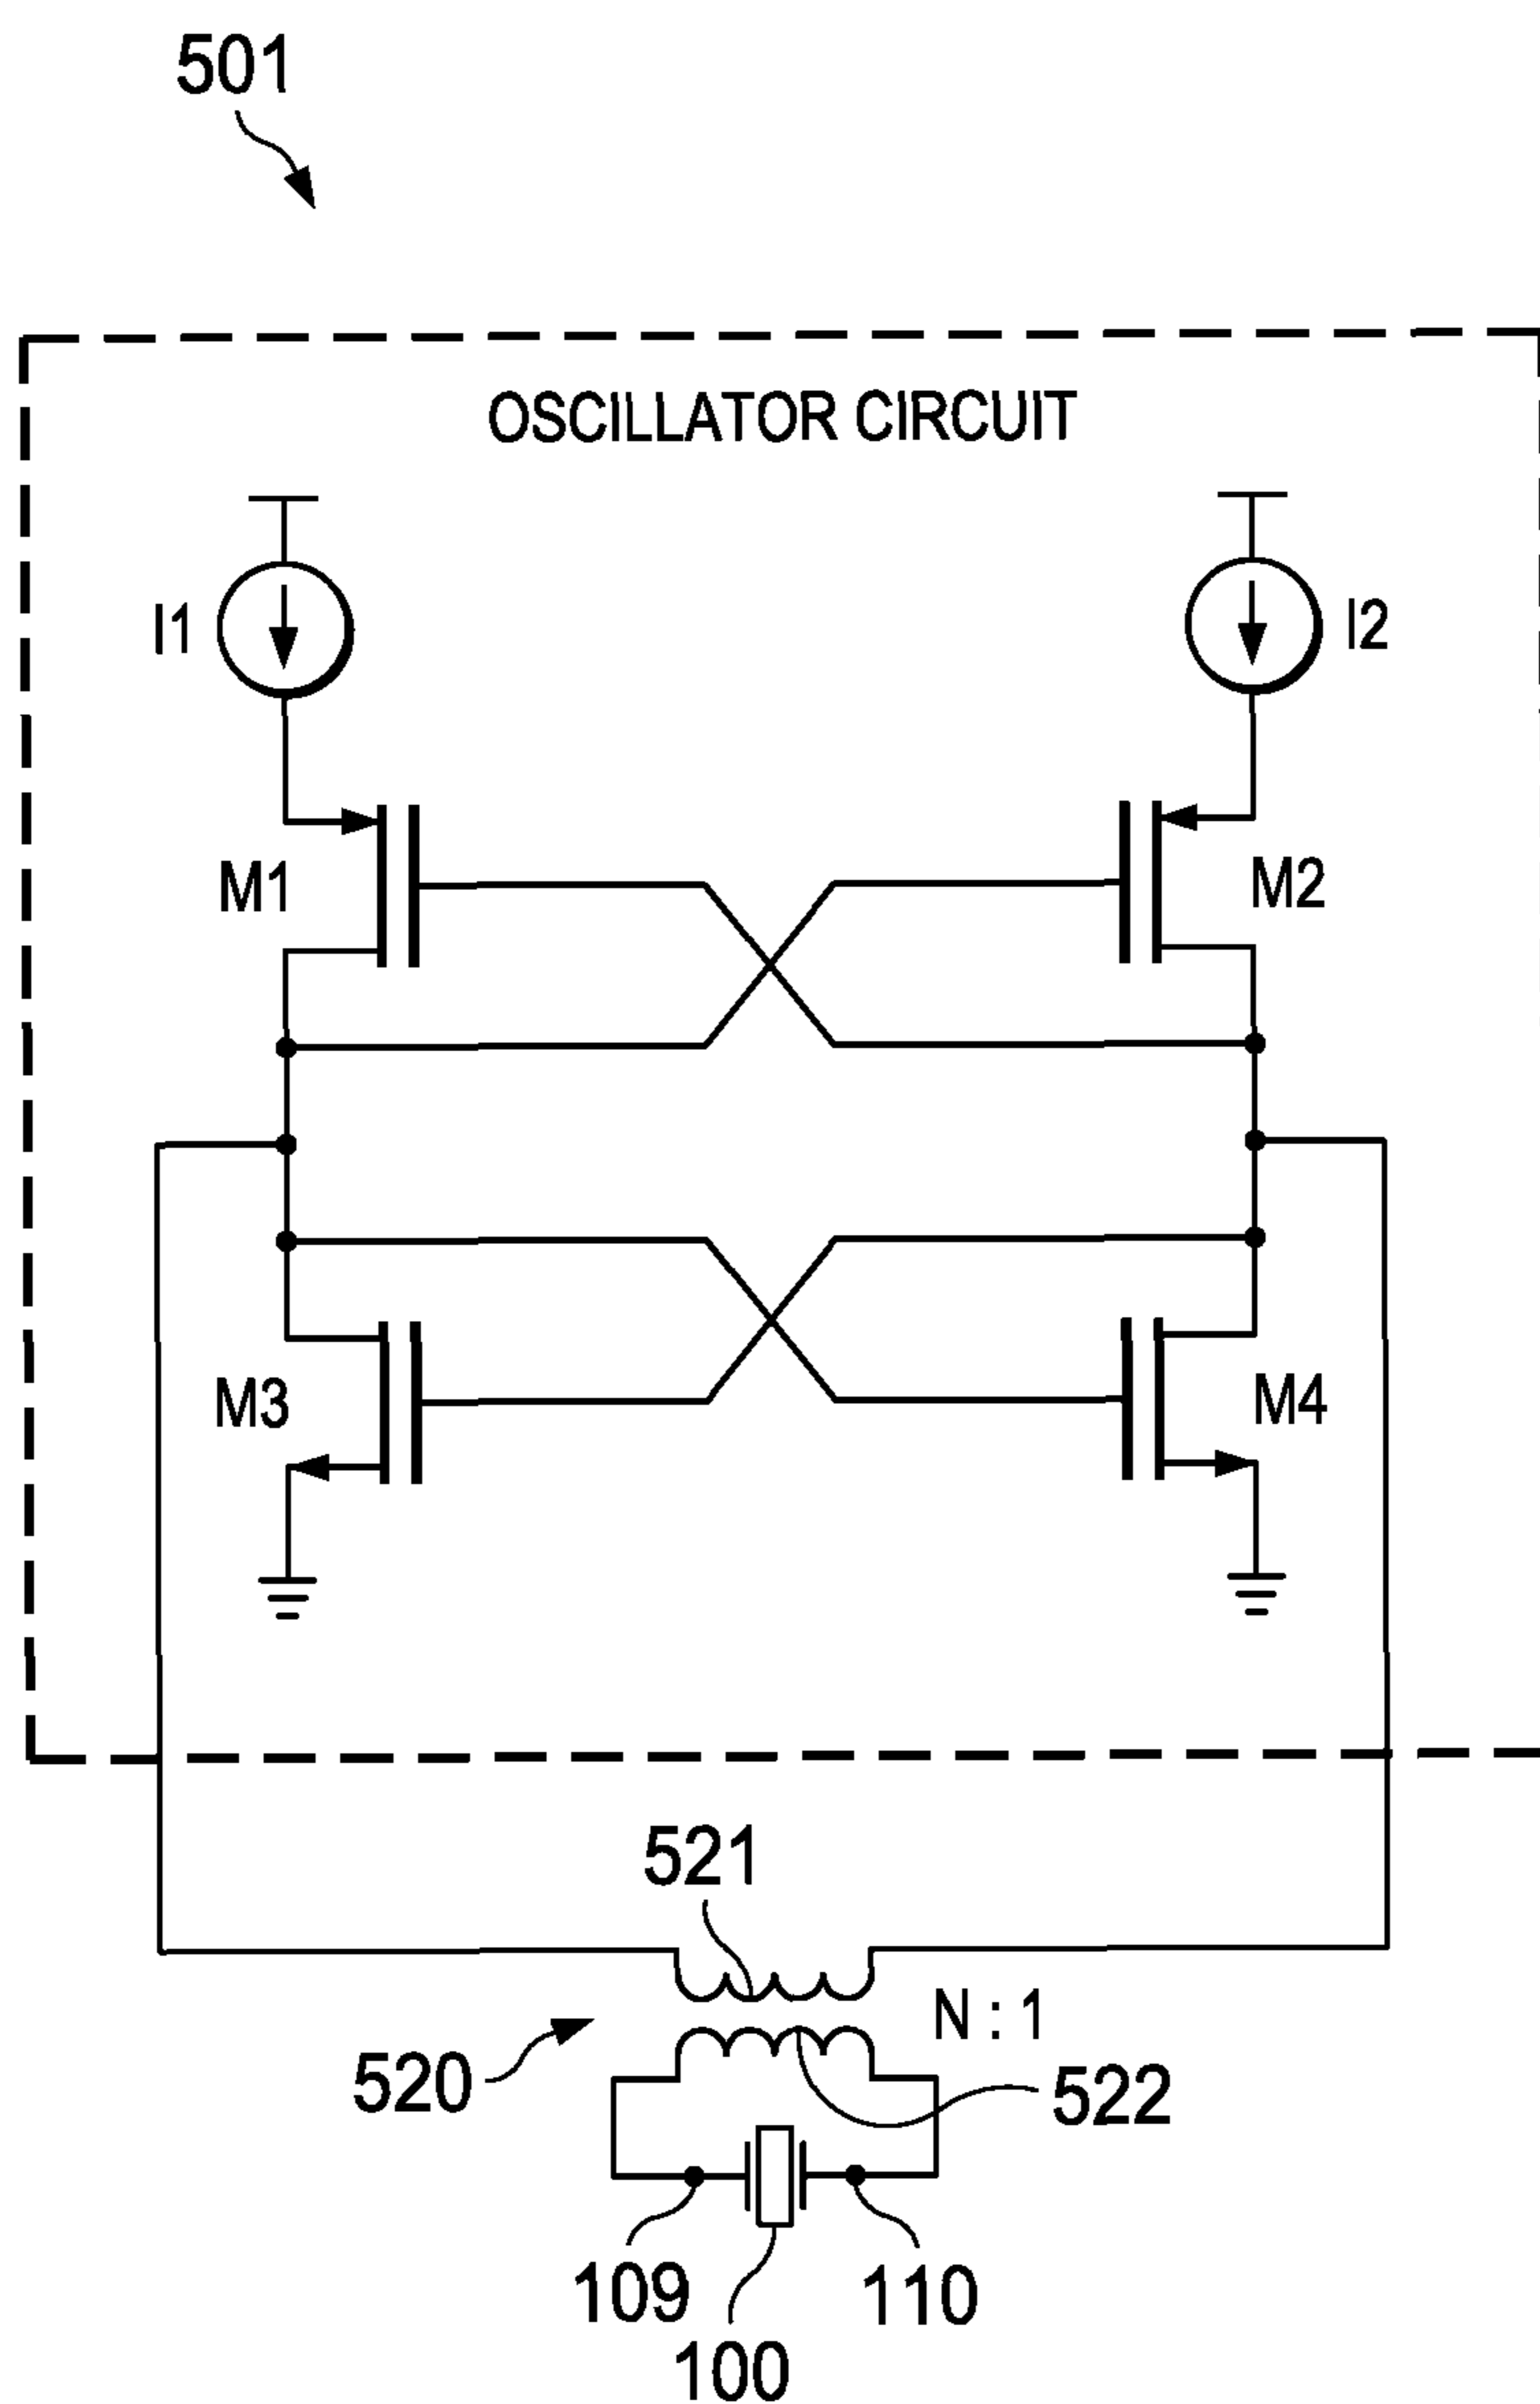 501
OSCILLATOR CIRCUIT
I1
I2
M1
M2
M3
M4
521
N : 1
520
522
109
110
100